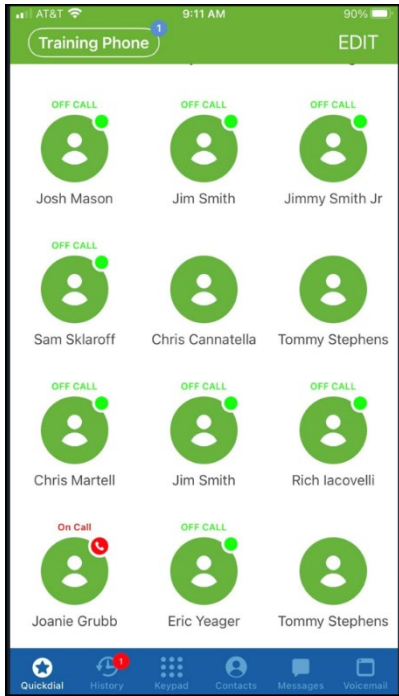 AT&T 9:11 AM 90%
Training Phone 1 EDIT
OFF CALL OFF CALL OFF CALL
Josh Mason Jim Smith Jimmy Smith Jr
OFF CALL
Sam Sklaroff Chris Cannatella Tommy Stephens
OFF CALL OFF CALL OFF CALL
Chris Martell Jim Smith Rich Iacovelli
On Call OFF CALL
Joanie Grubb Eric Yeager Tommy Stephens
1
Quickdial History Keypad Contacts Messages Voicemail